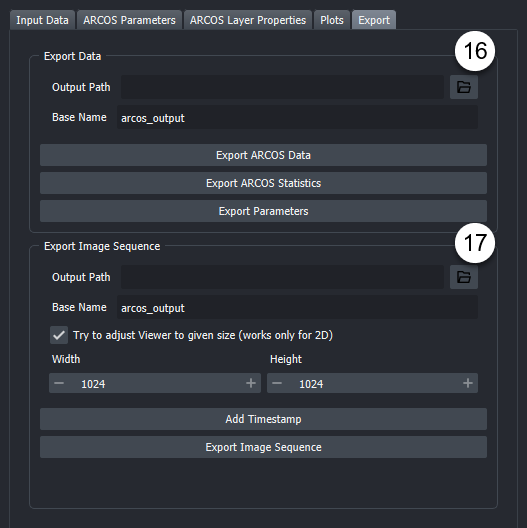 Input Data ARCOS Parameters ARCOS Layer Properties Plots Export
16
Export Data
Output Path
Base Name arcos_output
Export ARCOS Data
Export ARCOS Statistics
Export Parameters
17
Export Image Sequence
Output Path
Base Name arcos_output
Try to adjust Viewer to given size (works only for 2D)
Width Height
− 1024 + − 1024 +
Add Timestamp
Export Image Sequence